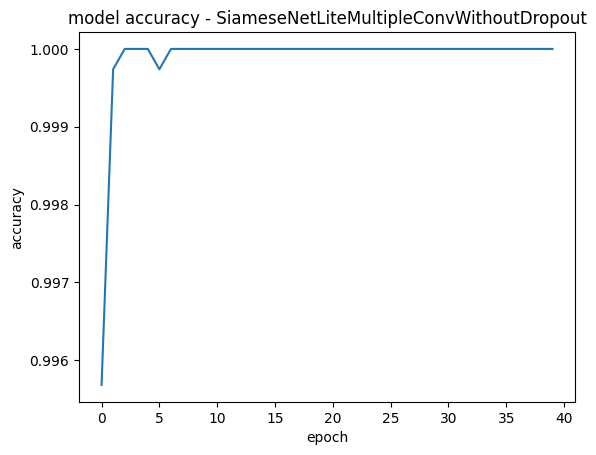 model accuracy - SiameseNetLiteMultipleConvWithoutDropout
1.000
0.999
0.998
0.997
0.996
accuracy
0 5 10 15 20 25 30 35 40
epoch